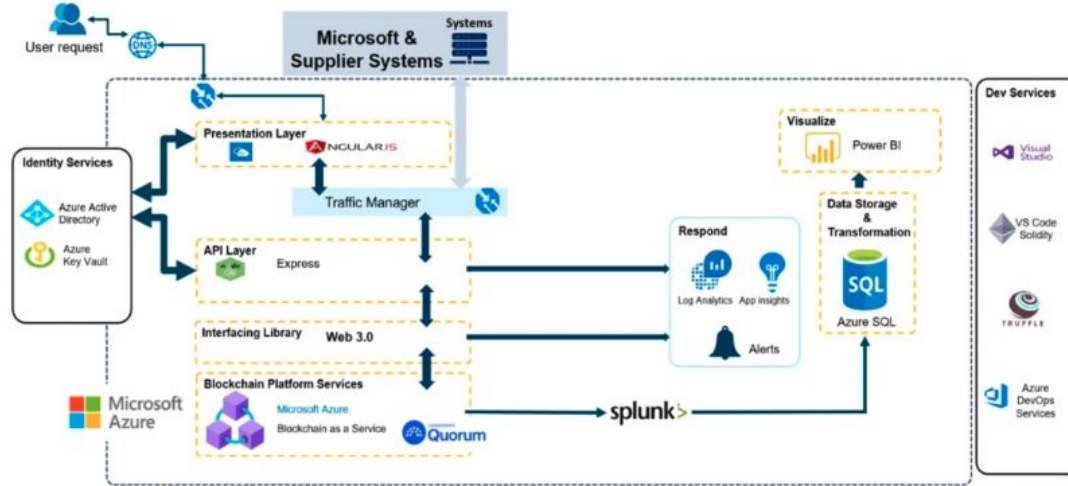 User request
DNS
Microsoft &
Supplier Systems
Systems
Presentation Layer
ANGULARJS
Identity Services
Azure Active
Directory
Azure
Key Vault
Traffic Manager
API Layer
Express
Interfacing Library
Web 3.0
Blockchain Platform Services
Microsoft Azure
Blockchain as a Service
Quorum
Microsoft
Azure
Respond
Log Analytics
App insights
Alerts
splunk>
Visualize
Power BI
Data Storage
&
Transformation
SQL
Azure SQL
Dev Services
Visual
Studio
VS Code
Solidity
TRUFFLE
Azure
DevOps
Services